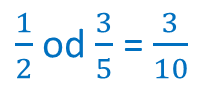 1/2 od 3/5 = 3/10